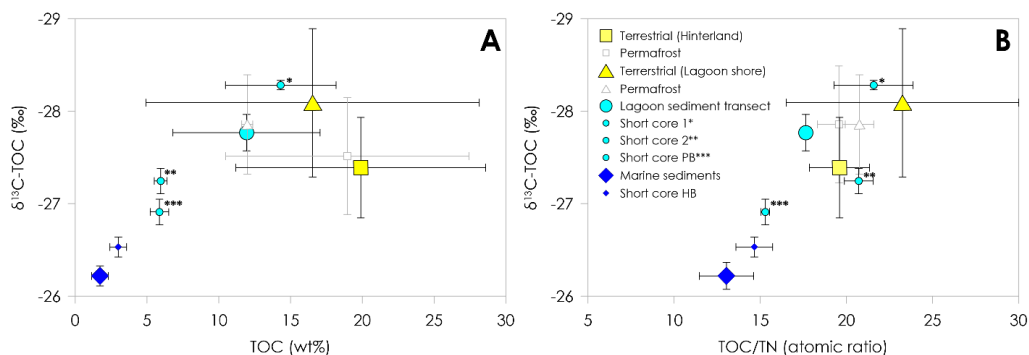 -29
-28
-27
-26
δ¹³C-TOC (‰)
0
5
10
15
20
25
30
TOC (wt%)
A
*
**
***
-29
-28
-27
-26
δ¹³C-TOC (‰)
5
10
15
20
25
30
TOC/TN (atomic ratio)
B
Terrestrial (Hinterland)
Permafrost
Terrerstrial (Lagoon shore)
Permafrost
Lagoon sediment transect
Short core 1*
Short core 2**
Short core PB***
Marine sediments
Short core HB
*
**
***